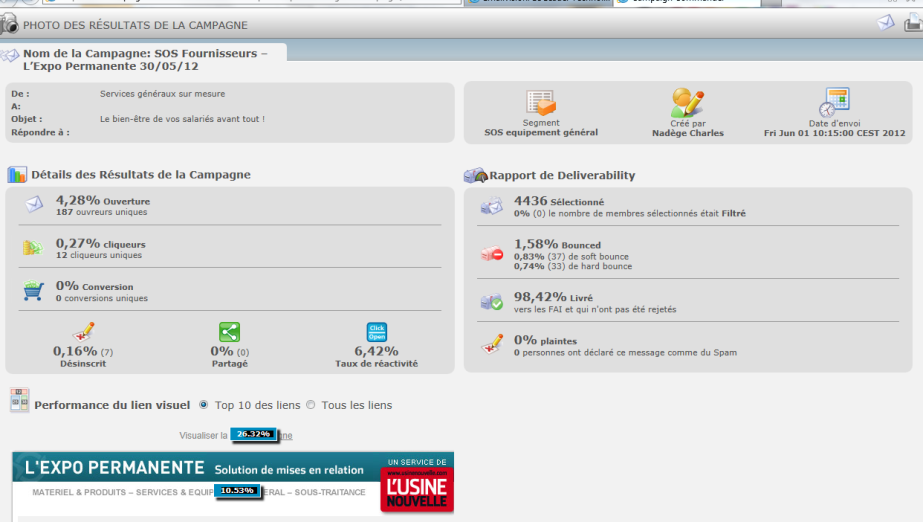 PHOTO DES RÉSULTATS DE LA CAMPAGNE
Nom de la Campagne: SOS Fournisseurs –
L'Expo Permanente 30/05/12
De : Services généraux sur mesure
A:
Objet : Le bien-être de vos salariés avant tout !
Répondre à :
Segment
SOS equipement général
Créé par
Nadège Charles
Date d'envoi
Fri Jun 01 10:15:00 CEST 2012
Détails des Résultats de la Campagne
4,28% Ouverture
187 ouvreurs uniques
0,27% cliqueurs
12 cliqueurs uniques
0% Conversion
0 conversions uniques
0,16% (7)
Désinscrit
0% (0)
Partagé
Click
Open
6,42%
Taux de réactivité
Rapport de Deliverability
4436 Sélectionné
0% (0) le nombre de membres sélectionnés était Filtré
1,58% Bounced
0,83% (37) de soft bounce
0,74% (33) de hard bounce
98,42% Livré
vers les FAI et qui n'ont pas été rejetés
0% plaintes
0 personnes ont déclaré ce message comme du Spam
Performance du lien visuel Top 10 des liens Tous les liens
Visualiser la 26.32% gne
L'EXPO PERMANENTE Solution de mises en relation
UN SERVICE DE
www.usinenouvelle.com
L'USINE
NOUVELLE
MATERIEL & PRODUITS – SERVICES & EQUIP 10.53% ERAL – SOUS-TRAITANCE